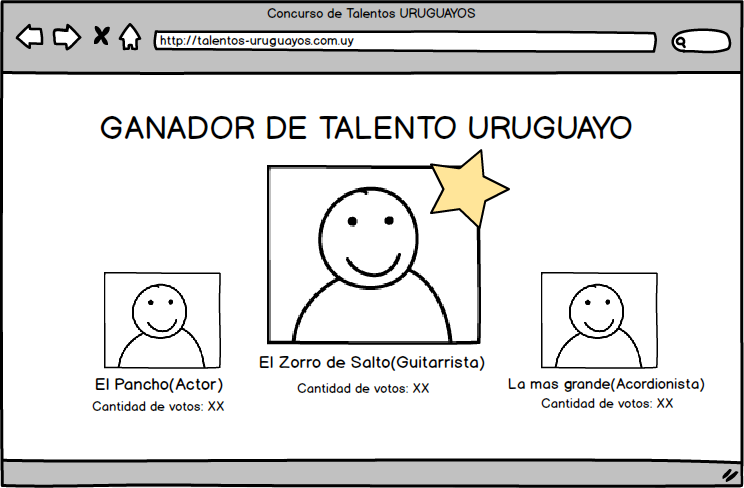 Concurso de Talentos URUGUAYOS
http://talentos-uruguayos.com.uy
GANADOR DE TALENTO URUGUAYO
El Zorro de Salto(Guitarrista)
Cantidad de votos: XX
El Pancho(Actor)
Cantidad de votos: XX
La mas grande(Acordionista)
Cantidad de votos: XX